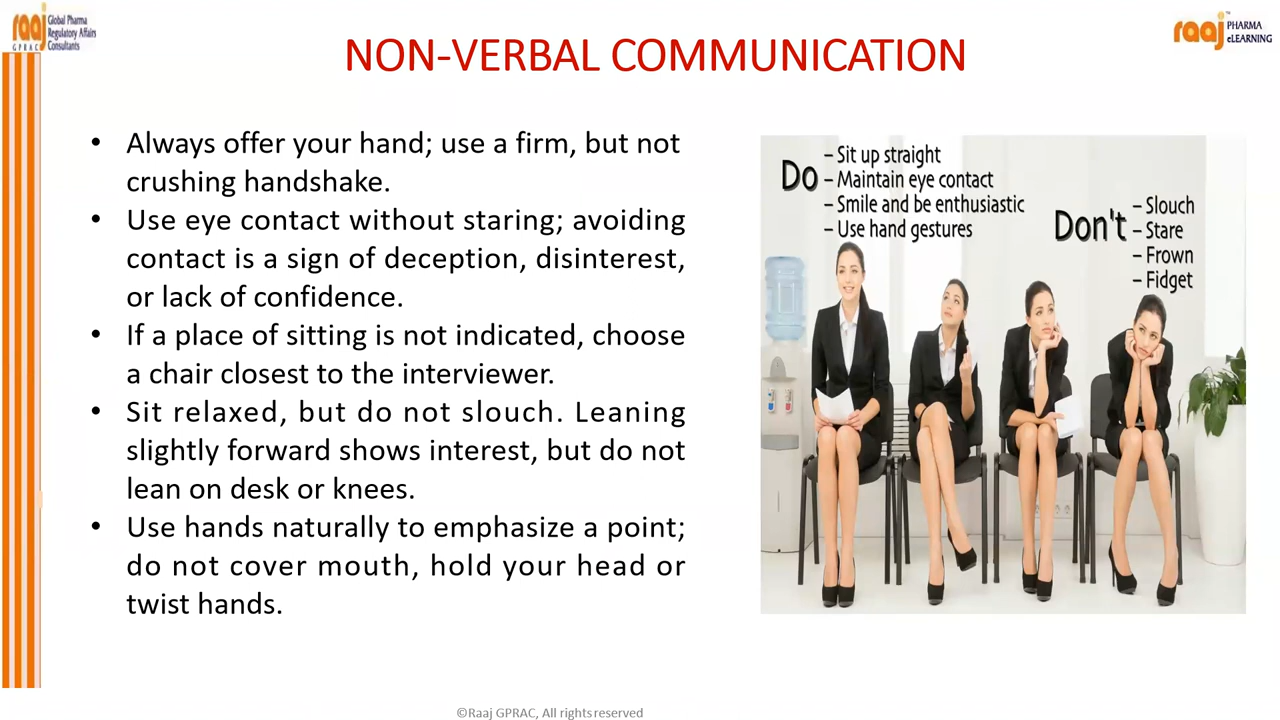 raaj
GPRAC
Global Pharma
Regulatory Affairs
Consultants
raaj
™
PHARMA
eLEARNING
NON-VERBAL COMMUNICATION
• Always offer your hand; use a firm, but not
crushing handshake.
• Use eye contact without staring; avoiding
contact is a sign of deception, disinterest,
or lack of confidence.
• If a place of sitting is not indicated, choose
a chair closest to the interviewer.
• Sit relaxed, but do not slouch. Leaning
slightly forward shows interest, but do not
lean on desk or knees.
• Use hands naturally to emphasize a point;
do not cover mouth, hold your head or
twist hands.
Do
– Sit up straight
– Maintain eye contact
– Smile and be enthusiastic
– Use hand gestures
Don't
– Slouch
– Stare
– Frown
– Fidget
©Raaj GPRAC, All rights reserved